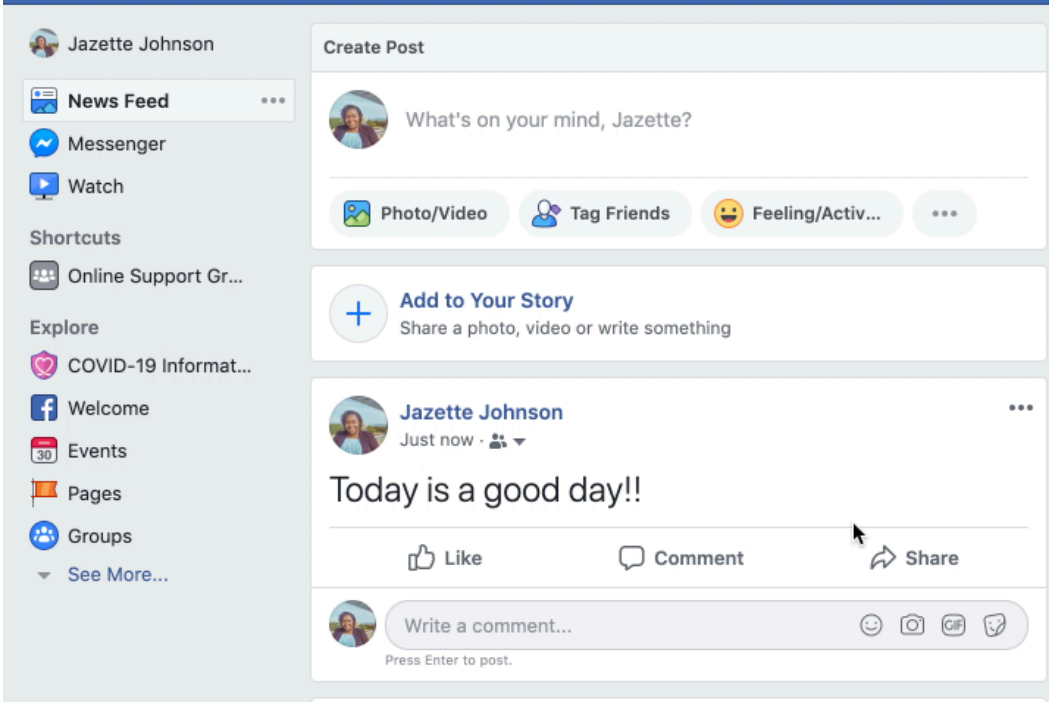 Jazette Johnson
News Feed
Messenger
Watch
Shortcuts
Online Support Gr...
Explore
COVID-19 Informat...
Welcome
30 Events
Pages
Groups
See More...
Create Post
What's on your mind, Jazette?
Photo/Video Tag Friends Feeling/Activ...
Add to Your Story
Share a photo, video or write something
Jazette Johnson
Just now ·
Today is a good day!!
Like Comment Share
Write a comment... GIF
Press Enter to post.